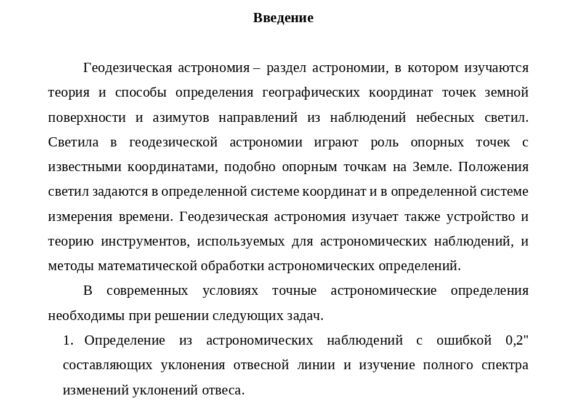 Введение
Геодезическая астрономия – раздел астрономии, в котором изучаются
теория и способы определения географических координат точек земной
поверхности и азимутов направлений из наблюдений небесных светил.
Светила в геодезической астрономии играют роль опорных точек с
известными координатами, подобно опорным точкам на Земле. Положения
светил задаются в определенной системе координат и в определенной системе
измерения времени. Геодезическая астрономия изучает также устройство и
теорию инструментов, используемых для астрономических наблюдений, и
методы математической обработки астрономических определений.
В современных условиях точные астрономические определения
необходимы при решении следующих задач.
1. Определение из астрономических наблюдений с ошибкой 0,2"
составляющих уклонения отвесной линии и изучение полного спектра
изменений уклонений отвеса.